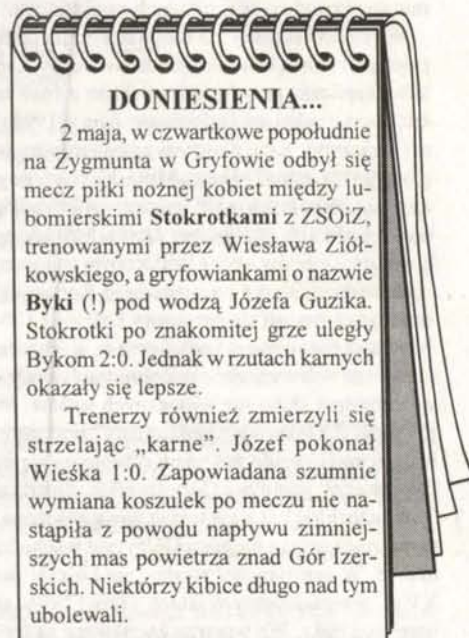 DONIESIENIA...
2 maja, w czwartkowe popołudnie
na Zygmunta w Gryfowie odbył się
mecz piłki nożnej kobiet między lu-
bomierskimi Stokrotkami z ZSOiZ,
trenowanymi przez Wiesława Ziół-
kowskiego, a gryfowiankami o nazwie
Byki (!) pod wodzą Józefa Guzika.
Stokrotki po znakomitej grze uległy
Bykom 2:0. Jednak w rzutach karnych
okazały się lepsze.
Trenerzy również zmierzyli się
strzelając „karne”. Józef pokonał
Wieśka 1:0. Zapowiadana szumnie
wymiana koszulek po meczu nie na-
stąpiła z powodu napływu zimniej-
szych mas powietrza znad Gór Izer-
skich. Niektórzy kibice długo nad tym
ubolewali.